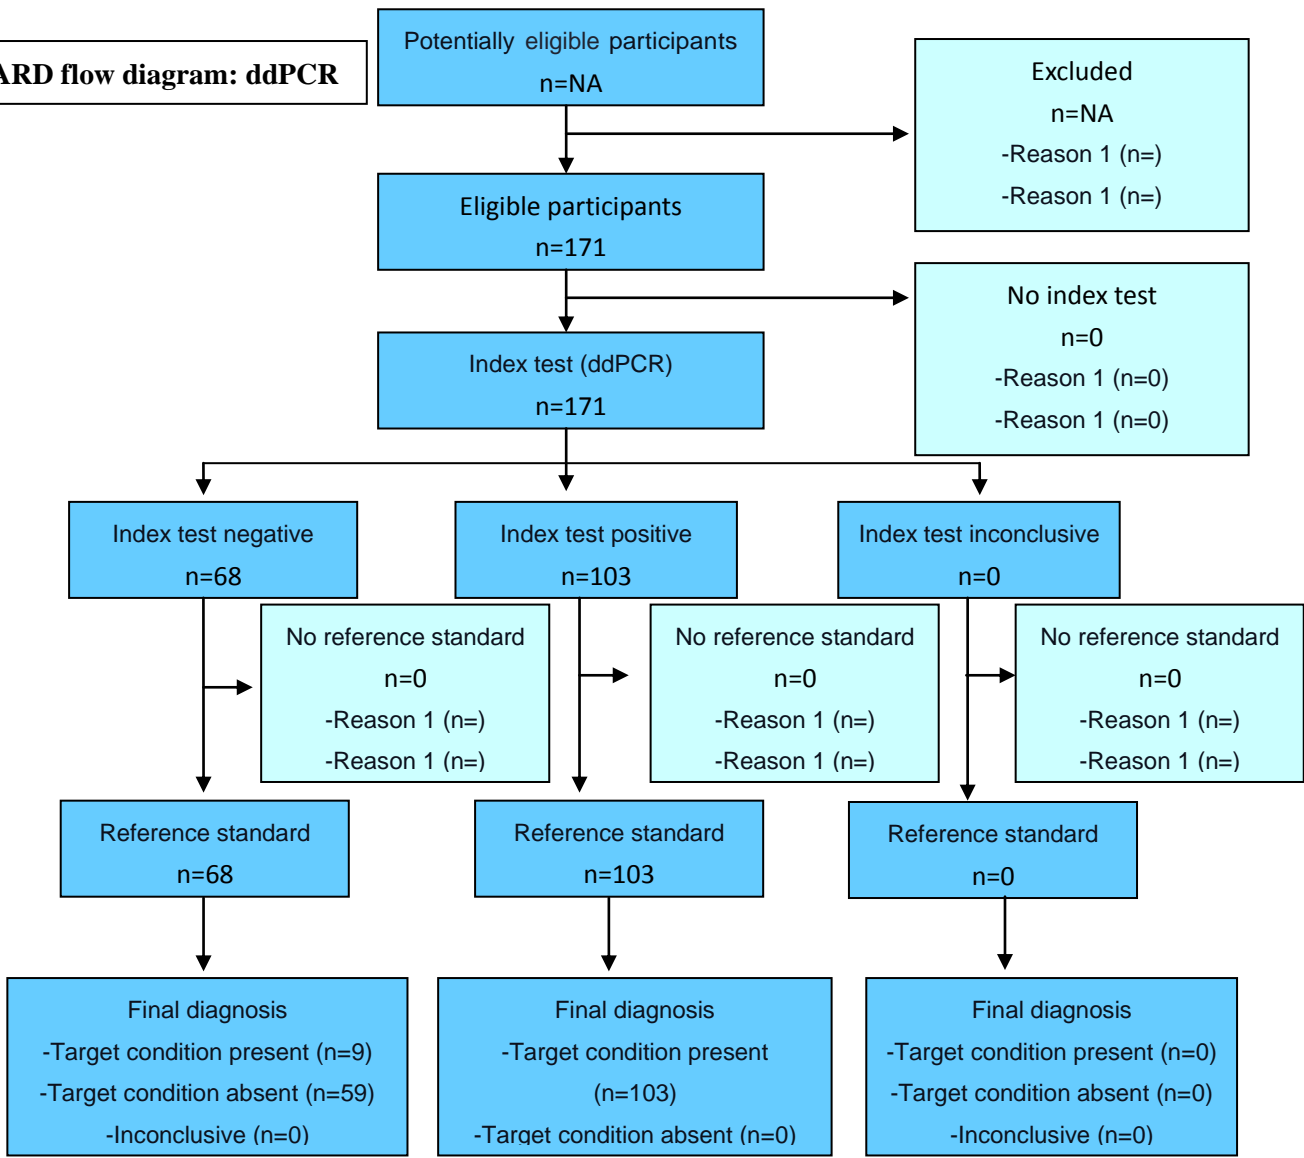 ARD flow diagram: ddPCR
Potentially eligible participants
n=NA
Excluded
n=NA
-Reason 1 (n=)
-Reason 1 (n=)
Eligible participants
n=171
No index test
n=0
-Reason 1 (n=0)
-Reason 1 (n=0)
Index test (ddPCR)
n=171
Index test negative
n=68
Index test positive
n=103
Index test inconclusive
n=0
No reference standard
n=0
-Reason 1 (n=)
-Reason 1 (n=)
No reference standard
n=0
-Reason 1 (n=)
-Reason 1 (n=)
No reference standard
n=0
-Reason 1 (n=)
-Reason 1 (n=)
Reference standard
n=68
Reference standard
n=103
Reference standard
n=0
Final diagnosis
-Target condition present (n=9)
-Target condition absent (n=59)
-Inconclusive (n=0)
Final diagnosis
-Target condition present
(n=103)
-Target condition absent (n=0)
Final diagnosis
-Target condition present (n=0)
-Target condition absent (n=0)
-Inconclusive (n=0)